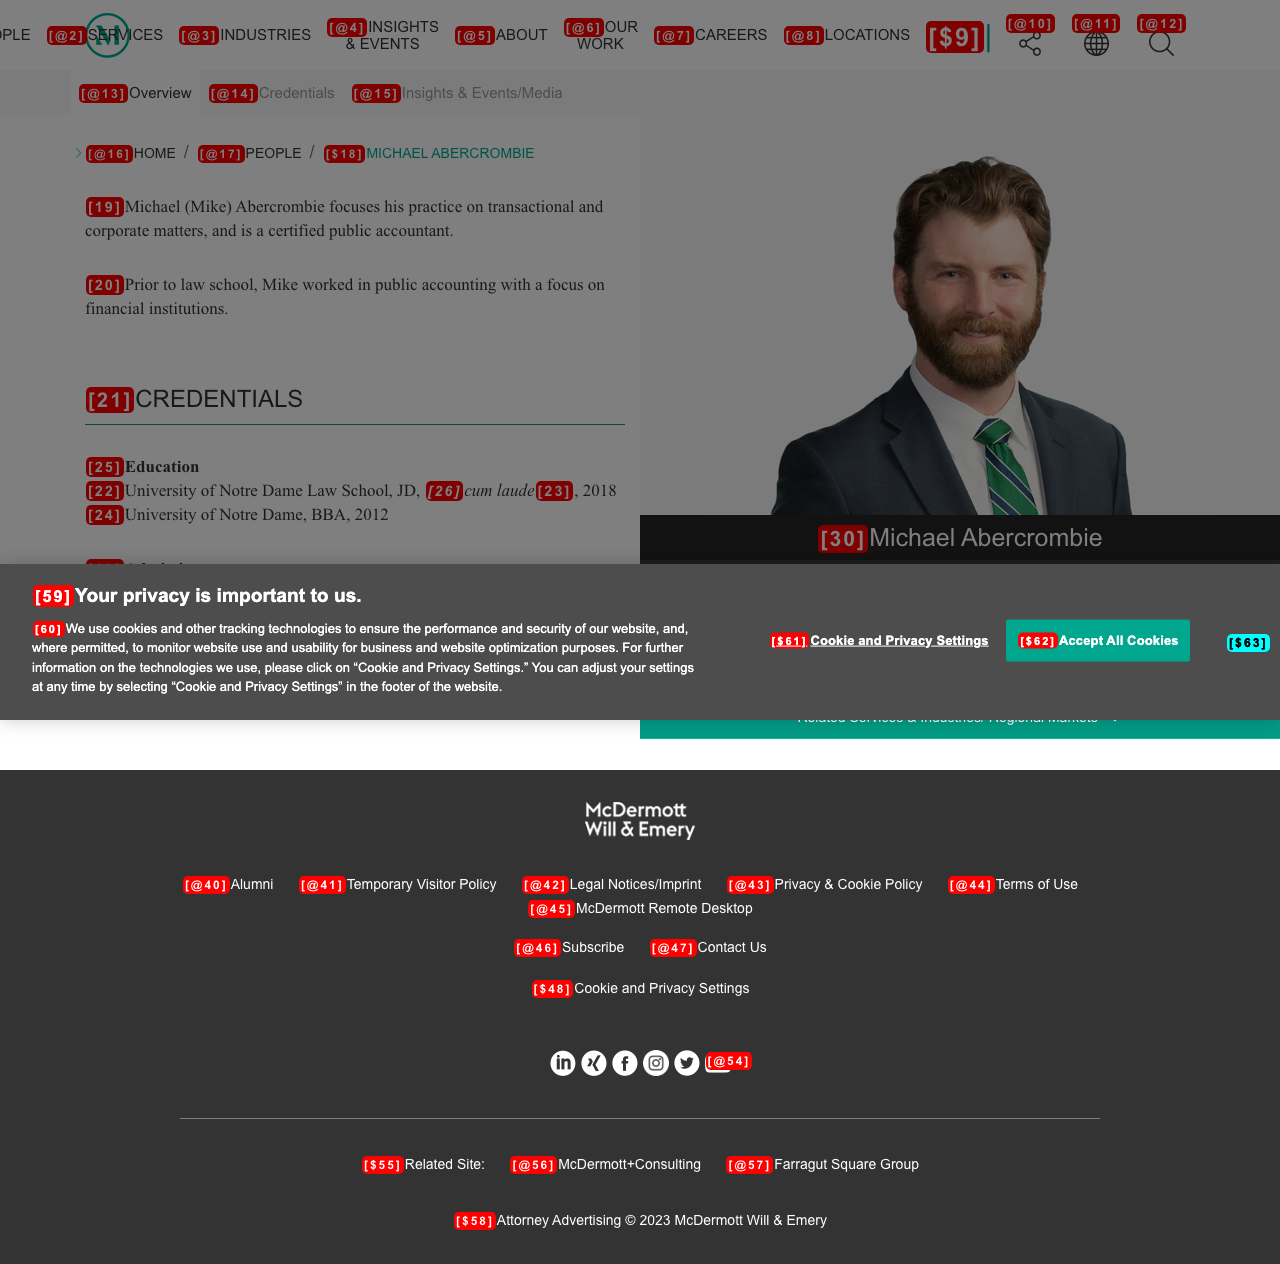 OPLE [@2]SERVICES [@3]INDUSTRIES [@4]INSIGHTS & EVENTS [@5]ABOUT [@6]OUR WORK [@7]CAREERS [@8]LOCATIONS [$9] [@10] [@11] [@12]
[@13]Overview [@14]Credentials [@15]Insights & Events/Media
[@16]HOME / [@17]PEOPLE / [$18]MICHAEL ABERCROMBIE
[19]Michael (Mike) Abercrombie focuses his practice on transactional and
corporate matters, and is a certified public accountant.
[20]Prior to law school, Mike worked in public accounting with a focus on
financial institutions.
[21]CREDENTIALS
[25]Education
[22]University of Notre Dame Law School, JD, [26]cum laude[23], 2018
[24]University of Notre Dame, BBA, 2012
[30]Michael Abercrombie
[59]Your privacy is important to us.
[60]We use cookies and other tracking technologies to ensure the performance and security of our website, and,
where permitted, to monitor website use and usability for business and website optimization purposes. For further
information on the technologies we use, please click on “Cookie and Privacy Settings.” You can adjust your settings
at any time by selecting “Cookie and Privacy Settings” in the footer of the website.
[$61]Cookie and Privacy Settings [$62]Accept All Cookies [$63]
Related Services & Industries/ Regional Markets
McDermott
Will & Emery
[@40]Alumni [@41]Temporary Visitor Policy [@42]Legal Notices/Imprint [@43]Privacy & Cookie Policy [@44]Terms of Use
[@45]McDermott Remote Desktop
[@46]Subscribe [@47]Contact Us
[$48]Cookie and Privacy Settings
[@54]
[$55]Related Site: [@56]McDermott+Consulting [@57]Farragut Square Group
[$58]Attorney Advertising © 2023 McDermott Will & Emery